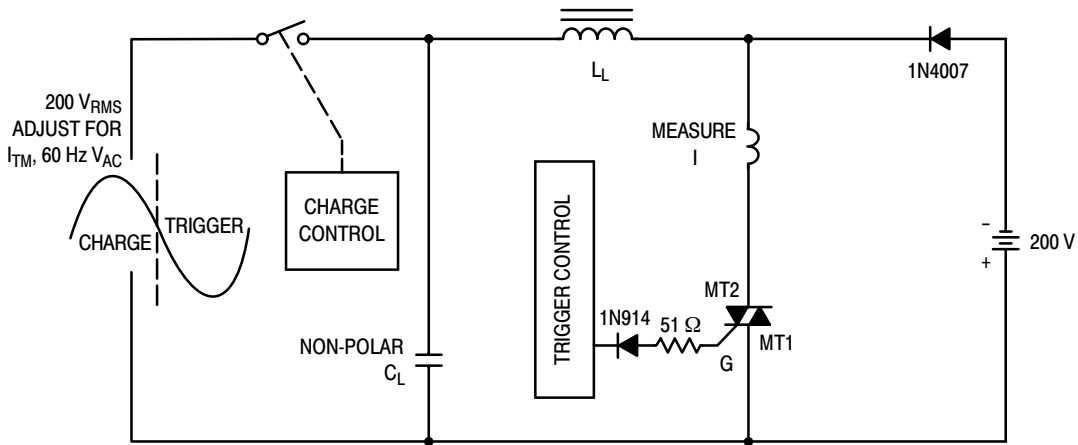 L_L
1N4007
200 V_RMS
ADJUST FOR
I_TM, 60 Hz V_AC
MEASURE
I
CHARGE
CONTROL
TRIGGER
CHARGE
TRIGGER CONTROL
-
+
200 V
MT2
1N914
51 Ω
MT1
G
NON-POLAR
C_L